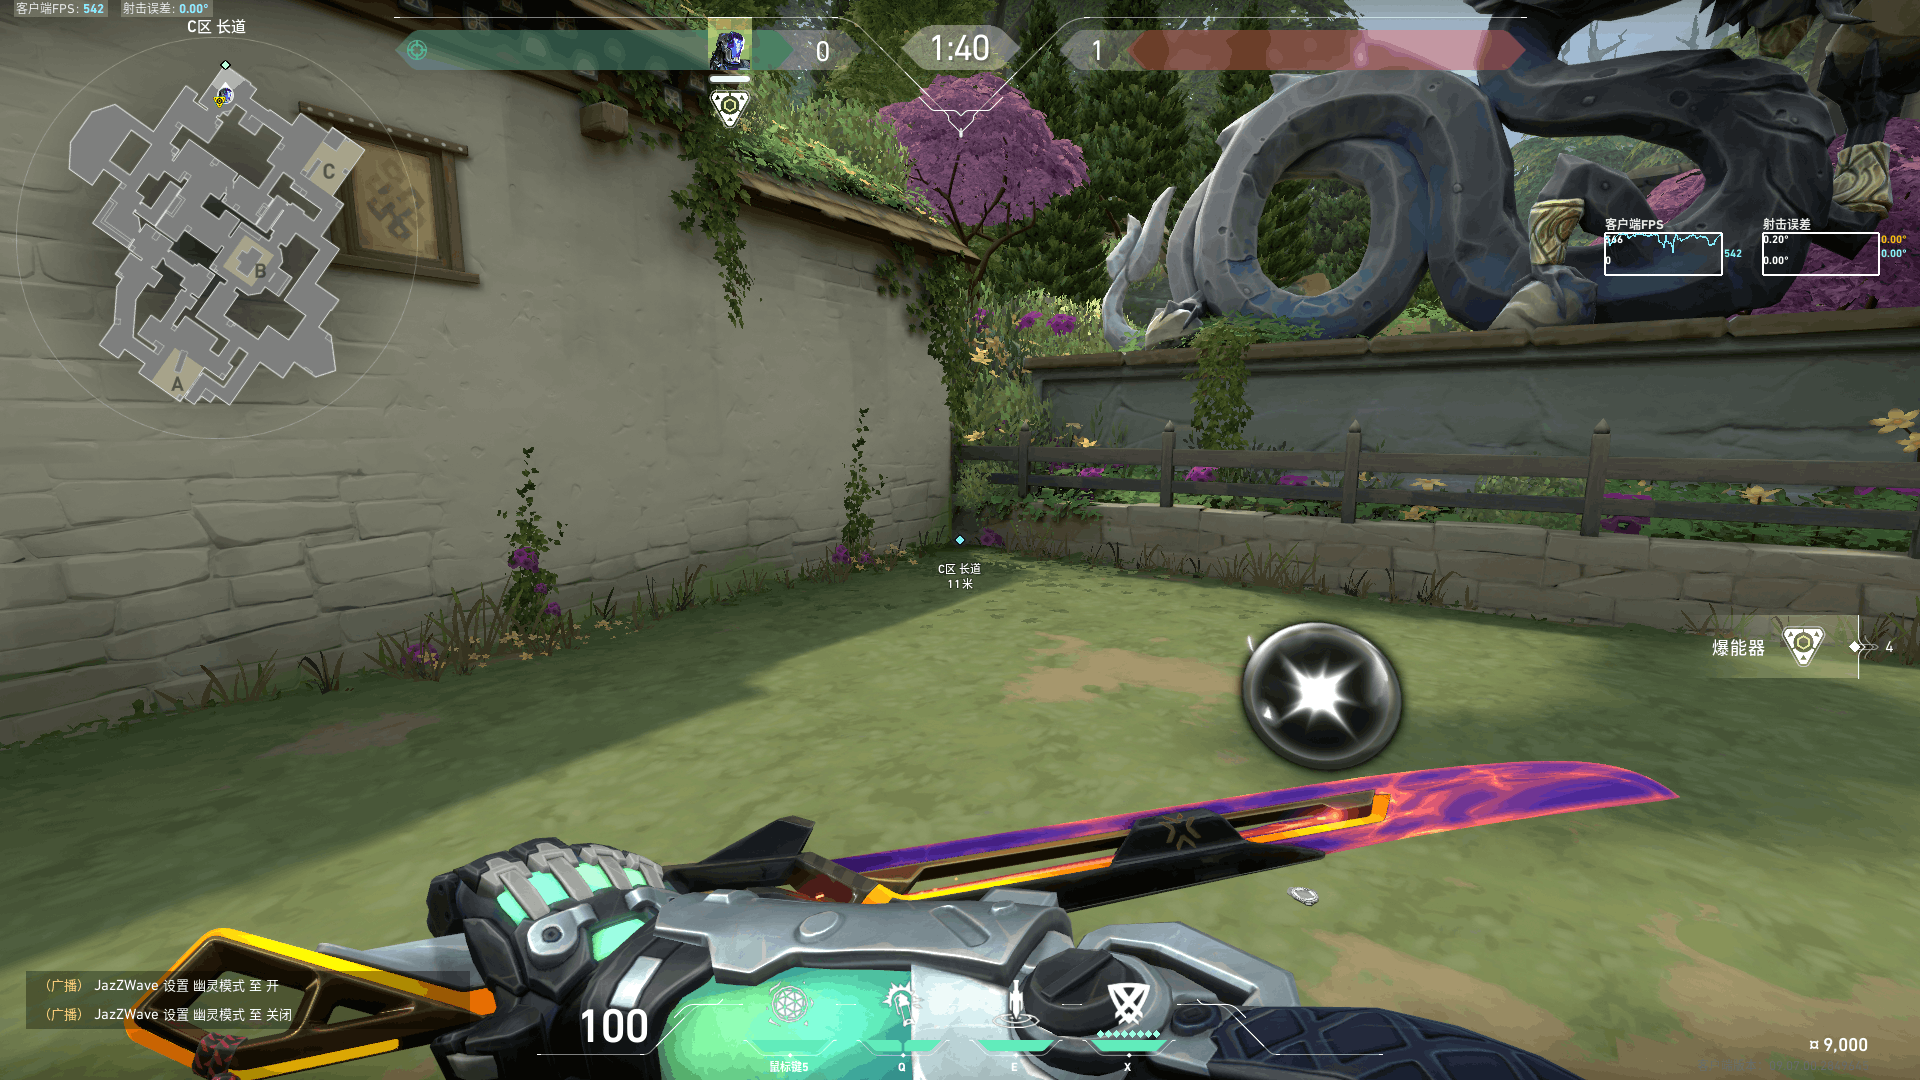 客户端FPS: 542 射击误差: 0.00°
C区 长道
0
1:40
1
C
B
A
客户端FPS
546
0
542
射击误差
0.20°
0.00°
0.00°
0.00°
C区 长道
11米
爆能器
4
（广播） JazZWave 设置 幽灵模式 至 开
（广播） JazZWave 设置 幽灵模式 至 关闭
100
鼠标键5
Q
E
X
¤ 9,000